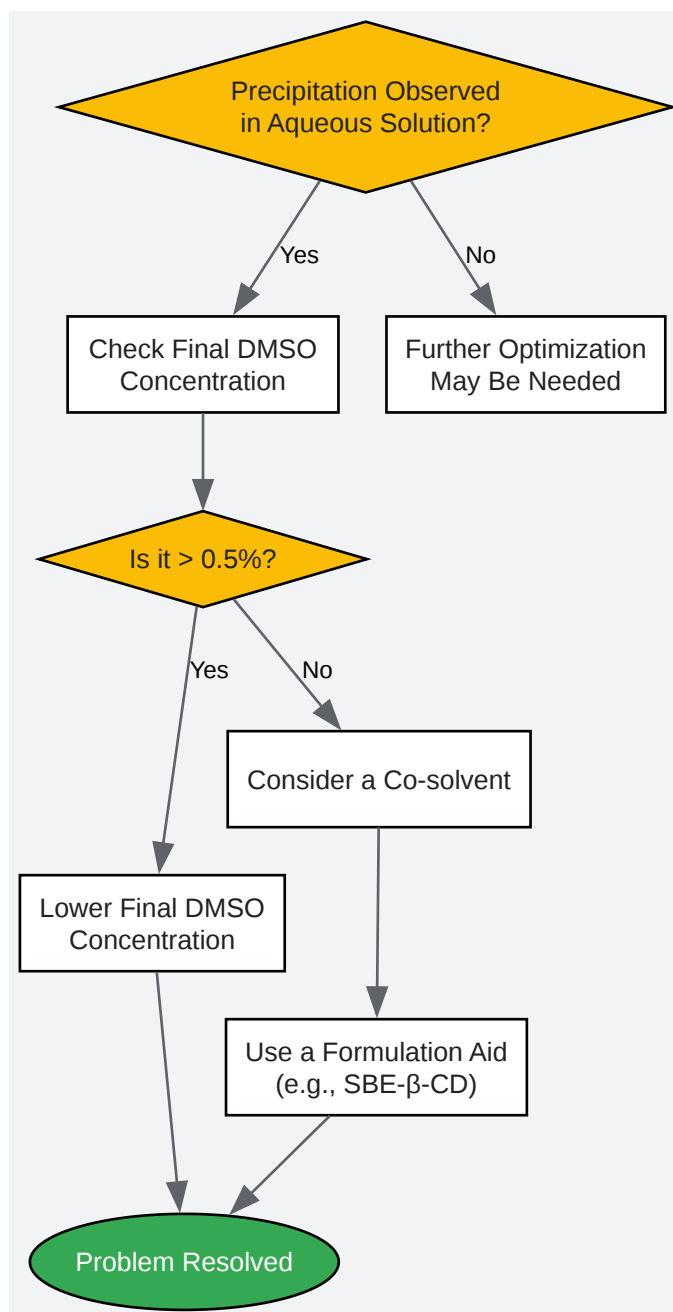 Precipitation Observed
in Aqueous Solution?
Yes
No
Check Final DMSO
Concentration
Further Optimization
May Be Needed
Is it > 0.5%?
Yes
No
Consider a Co-solvent
Lower Final DMSO
Concentration
Use a Formulation Aid
(e.g., SBE-β-CD)
Problem Resolved